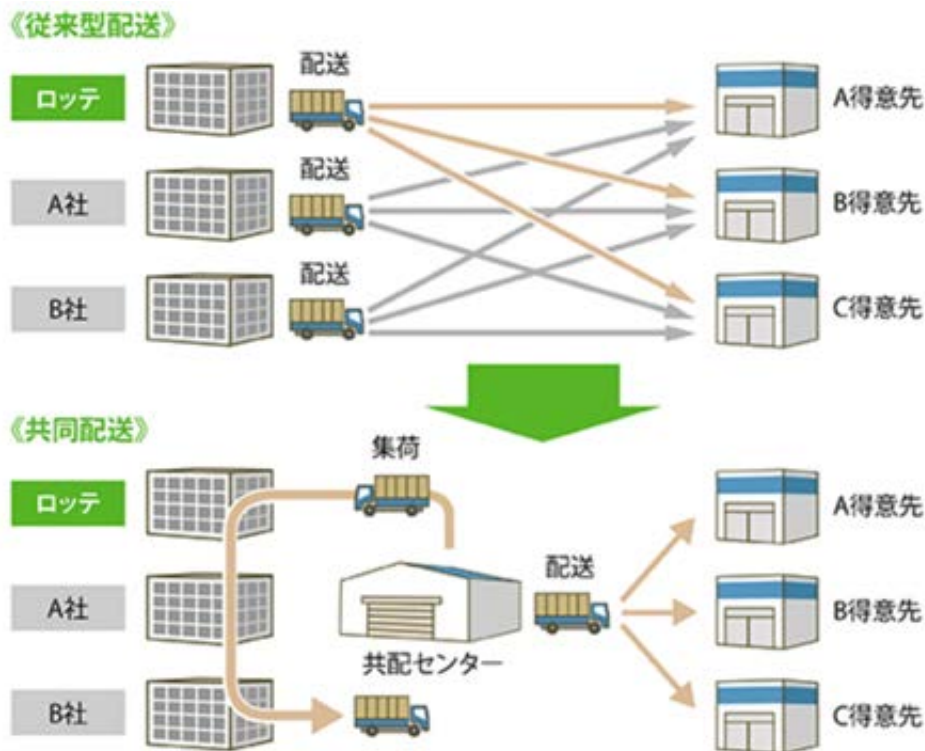 《従来型配送》
配送
ロッテ
A得意先
配送
A社
B得意先
配送
B社
C得意先
《共同配送》
集荷
ロッテ
A得意先
配送
A社
B得意先
共配センター
B社
C得意先